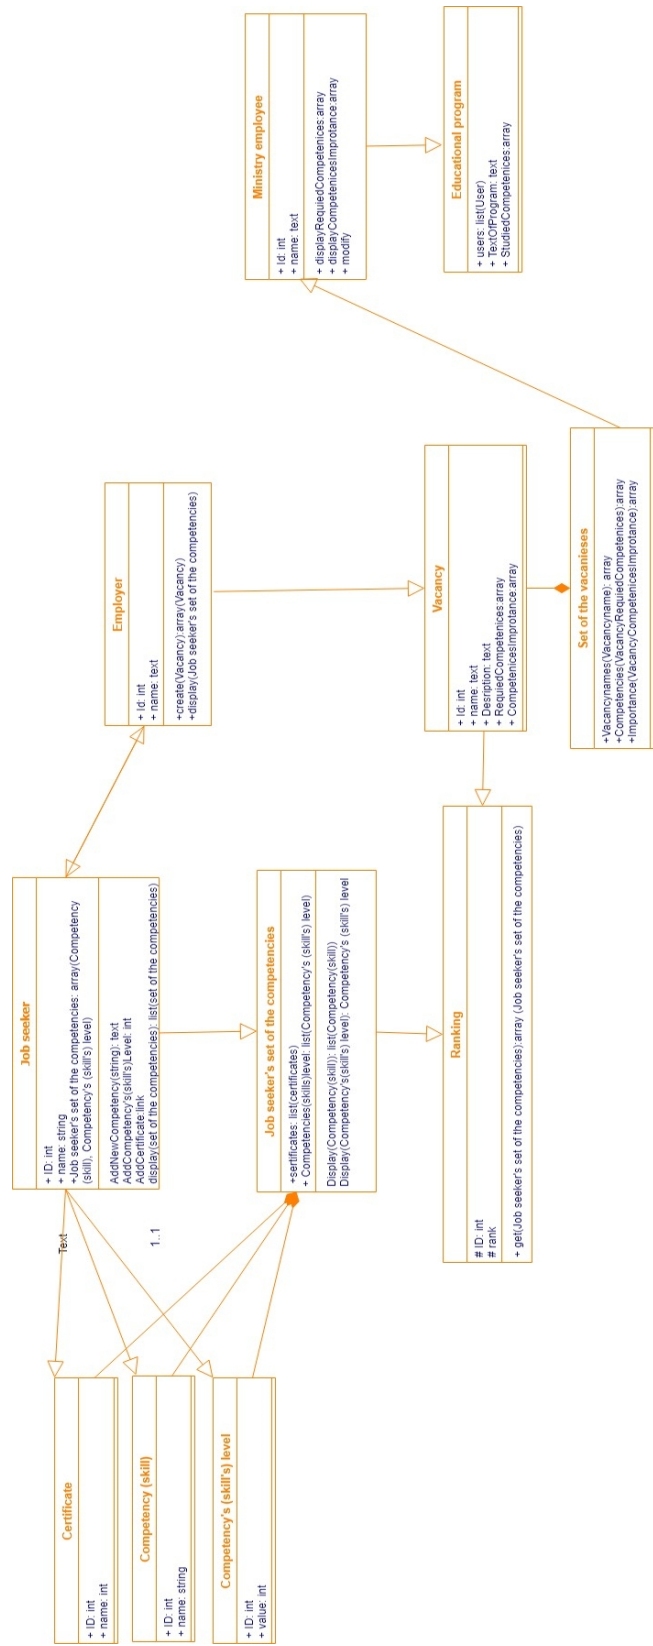 Certificate
+ ID: int
+ name: int
Competency (skill)
+ ID: int
+ name: string
Competency's (skill's) level
+ ID: int
+ value: int
Text
1..1
Job seeker
+ ID: int
+ name: string
+Job seeker's set of the competencies: array(Competency
(skill), Competency's (skill's) level)
AddNewCompetency(string): text
AddCompetency's(skill's)Level: int
AddCertificate:link
display(set of the competencies): list(set of the competencies)
Job seeker's set of the competencies
+sertificates: list(certificates)
+ Competencies(skills)level: list(Competency's (skill's) level)
Display(Competency(skill)): list(Competency(skill))
Display(Competency's(skill's) level): Competency's (skill's) level
Ranking
# ID: int
# rank
+ get(Job seeker's set of the competencies):array (Job seeker's set of the competencies)
Employer
+ Id: int
+ name: text
+create(Vacancy):array(Vacancy)
+display(Job seeker's set of the competencies)
Vacancy
+ Id: int
+ name: text
+ Desription: text
+ RequiedCompetenices:array
+ CompetenicesImprotance:array
Set of the vacanieses
+Vacancynames(Vacancyname): array
+Competencies(VacancyRequiedCompetenices):array
+Importance(VacancyCompetenicesImprotance):array
Ministry employee
+ Id: int
+ name: text
+ displayRequiedCompetenices:array
+ displayCompetenicesImprotance:array
+ modify
Educational program
+ users: list(User)
+ TextOfProgram: text
+ StudiedCompetenices:array